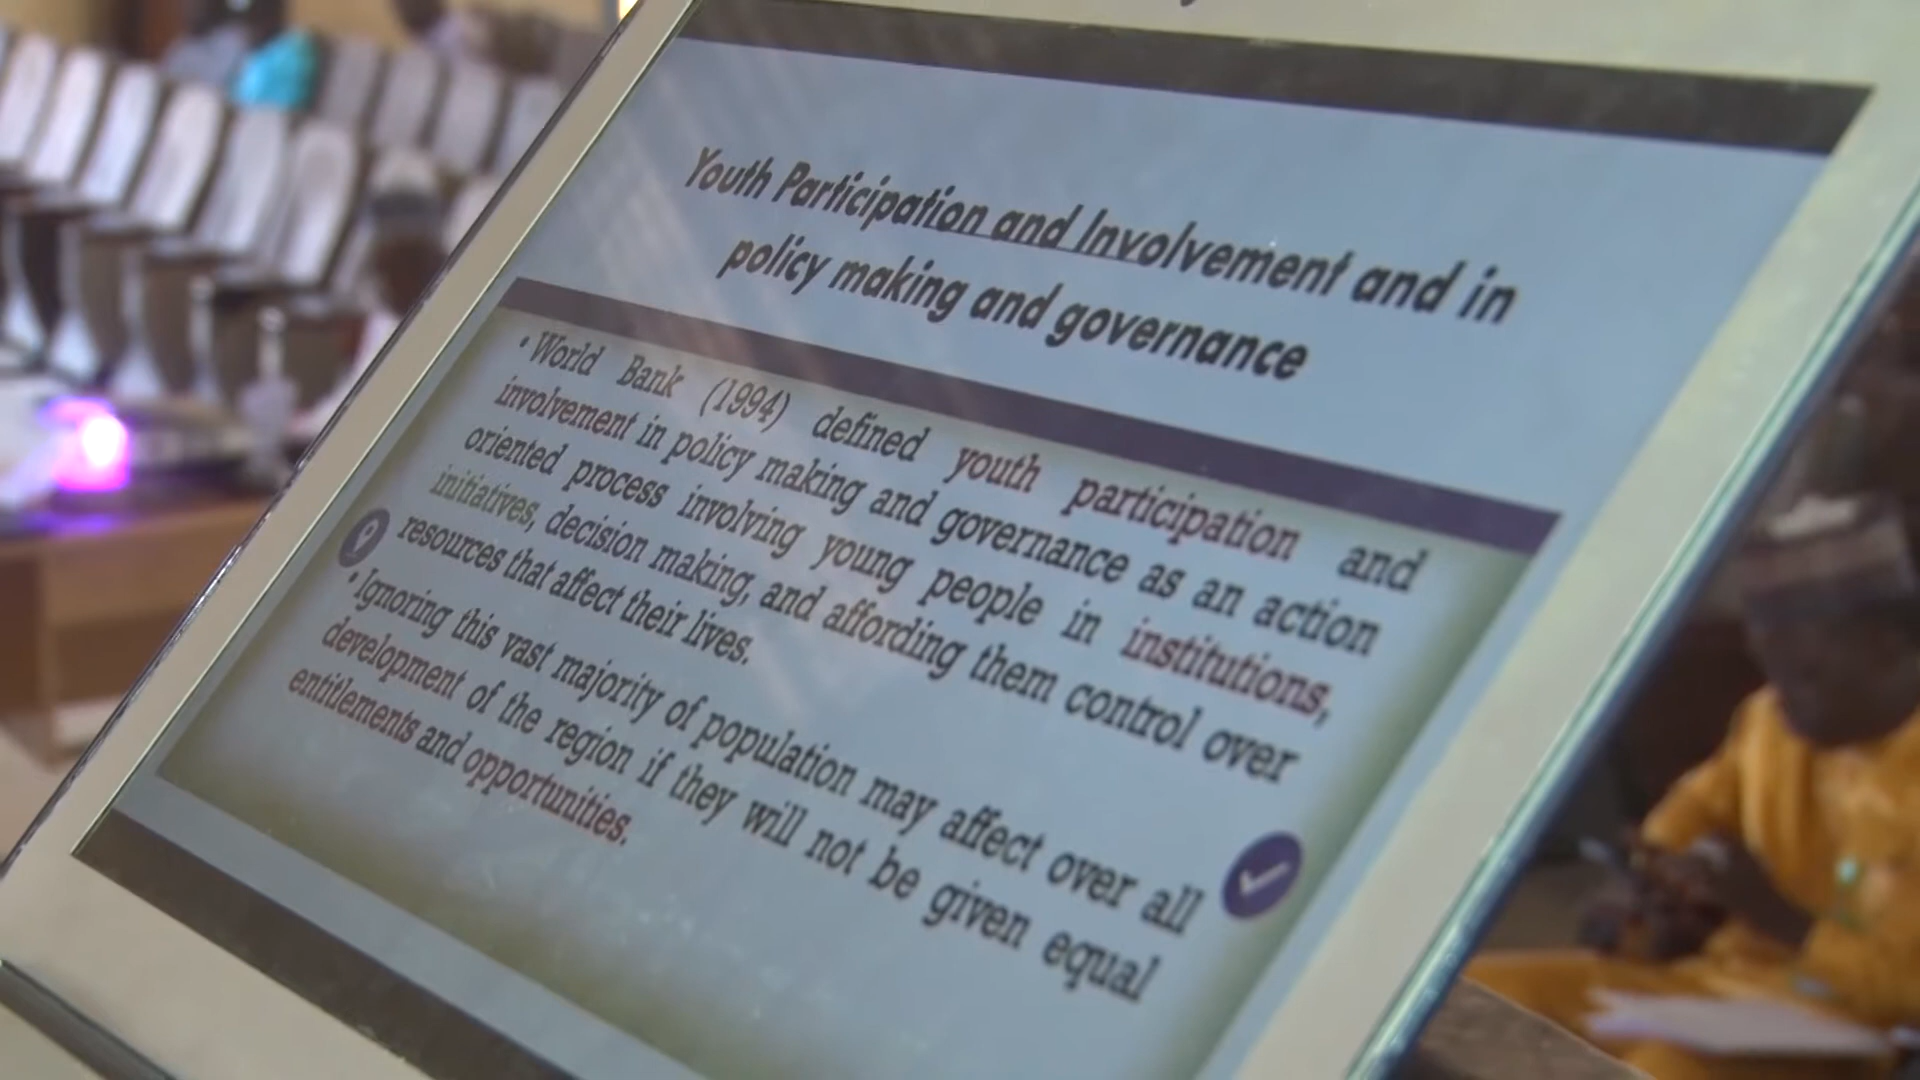 Youth Participation and Involvement and in
policy making and governance
• World Bank (1994) defined youth participation and
involvement in policy making and governance as an action
oriented process involving young people in institutions,
initiatives, decision making, and affording them control over
resources that affect their lives.
• Ignoring this vast majority of population may affect over all
development of the region if they will not be given equal
entitlements and opportunities.